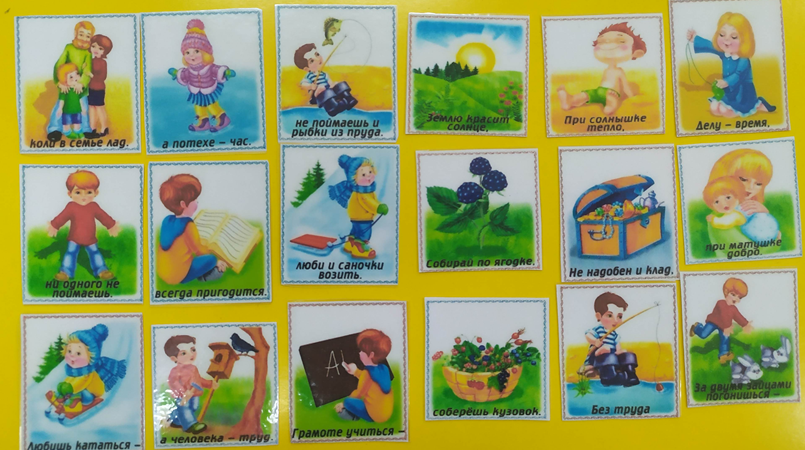 коли в семье лад.
а потехе – час.
не поймаешь и
рыбки из пруда.
Землю красит
солнце,
При солнышке
тепло,
Делу – время,
ни одного не
поймаешь.
всегда пригодится.
люби и саночки
возить.
Собирай по ягодке,
Не надобен и клад,
при матушке
добро.
Любишь кататься –
а человека – труд.
A
Грамоте учиться –
соберёшь кузовок.
Без труда
За двумя зайцами
погонишься –